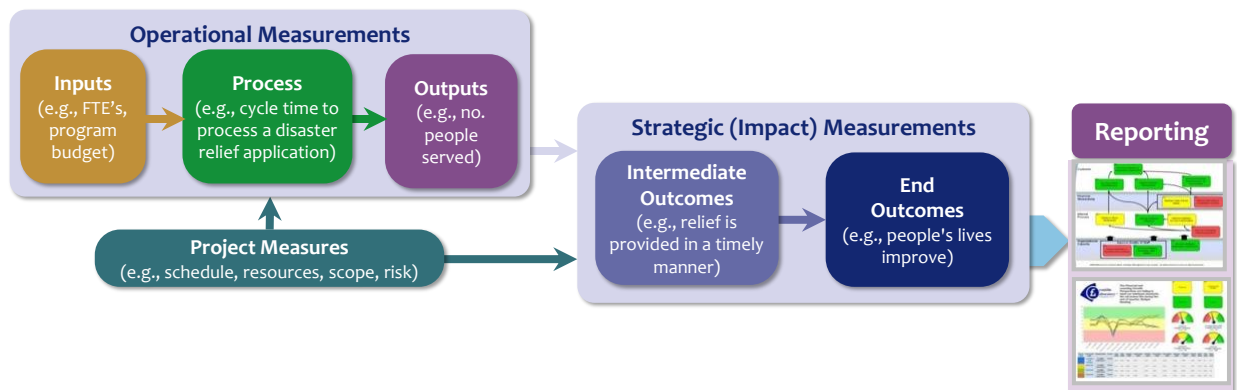 Operational Measurements
Inputs
(e.g., FTE's,
program
budget)
Process
(e.g., cycle time to
process a disaster
relief application)
Outputs
(e.g., no.
people
served)
Project Measures
(e.g., schedule, resources, scope, risk)
Strategic (Impact) Measurements
Intermediate
Outcomes
(e.g., relief is
provided in a timely
manner)
End
Outcomes
(e.g., people's lives
improve)
Reporting